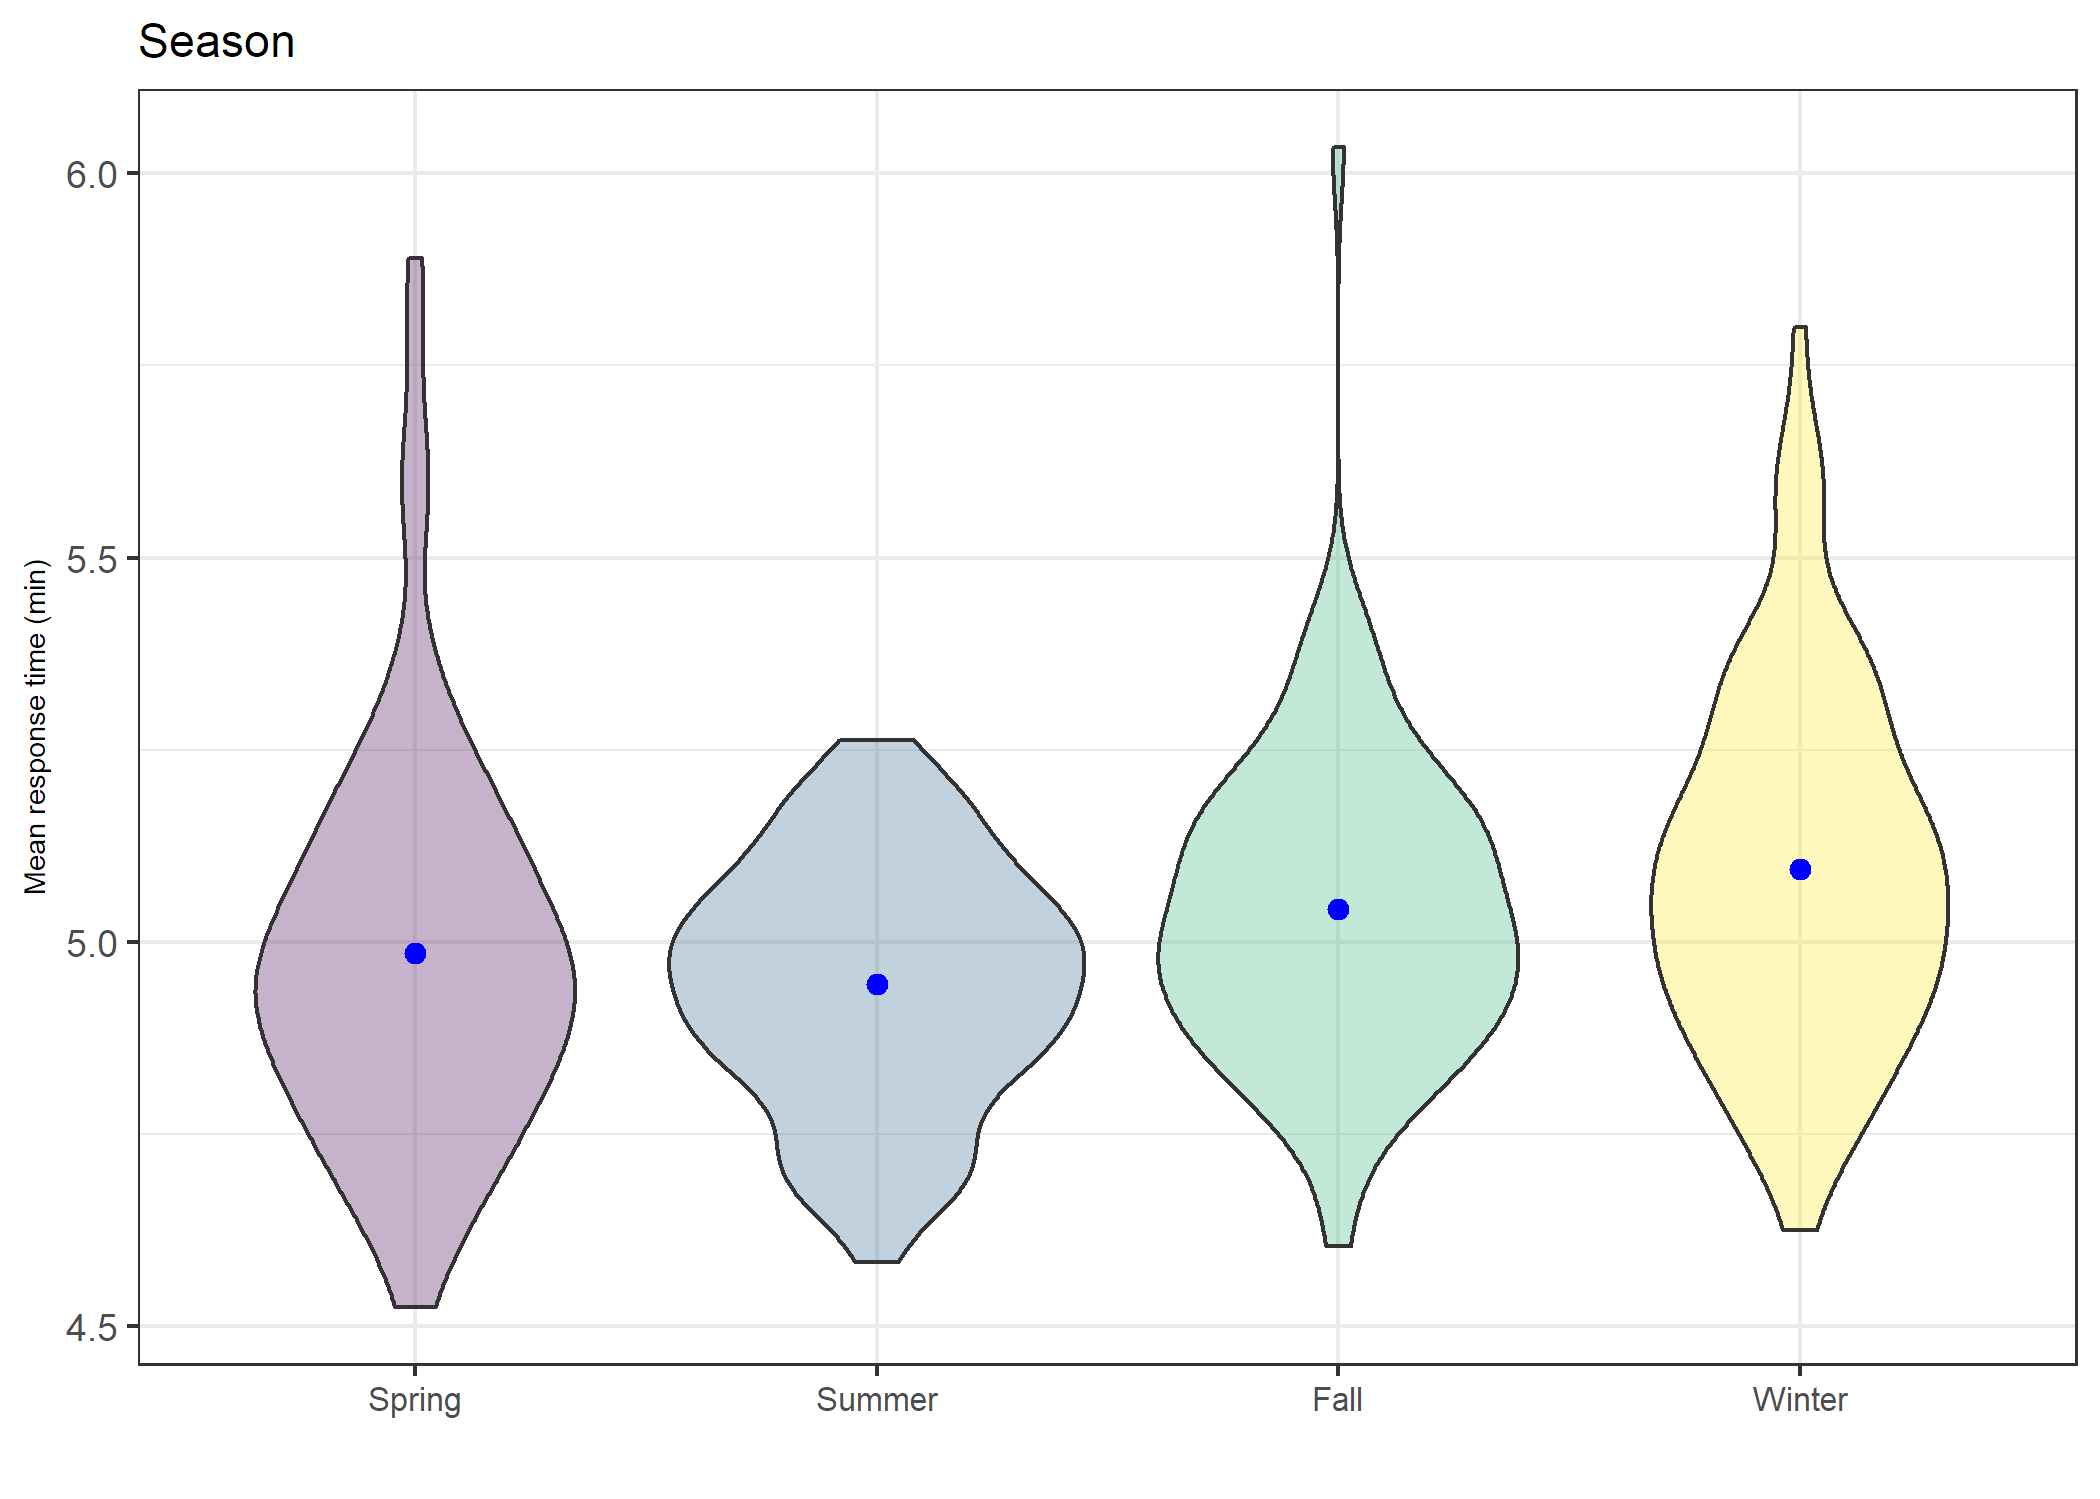 Season
Mean response time (min)
6.0
5.5
5.0
4.5
Spring
Summer
Fall
Winter